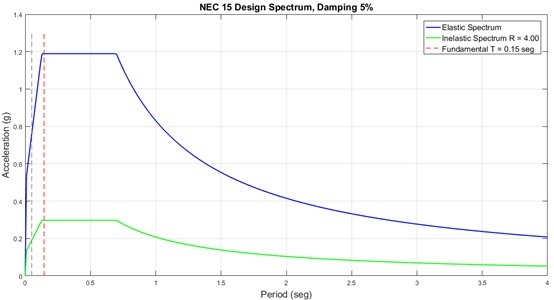 NEC 15 Design Spectrum, Damping 5%
Elastic Spectrum
Inelastic Spectrum R = 4.00
Fundamental T = 0.15 seg
Acceleration (g)
1.4
1.2
1
0.8
0.6
0.4
0.2
0
0 0.5 1 1.5 2 2.5 3 3.5 4
Period (seg)